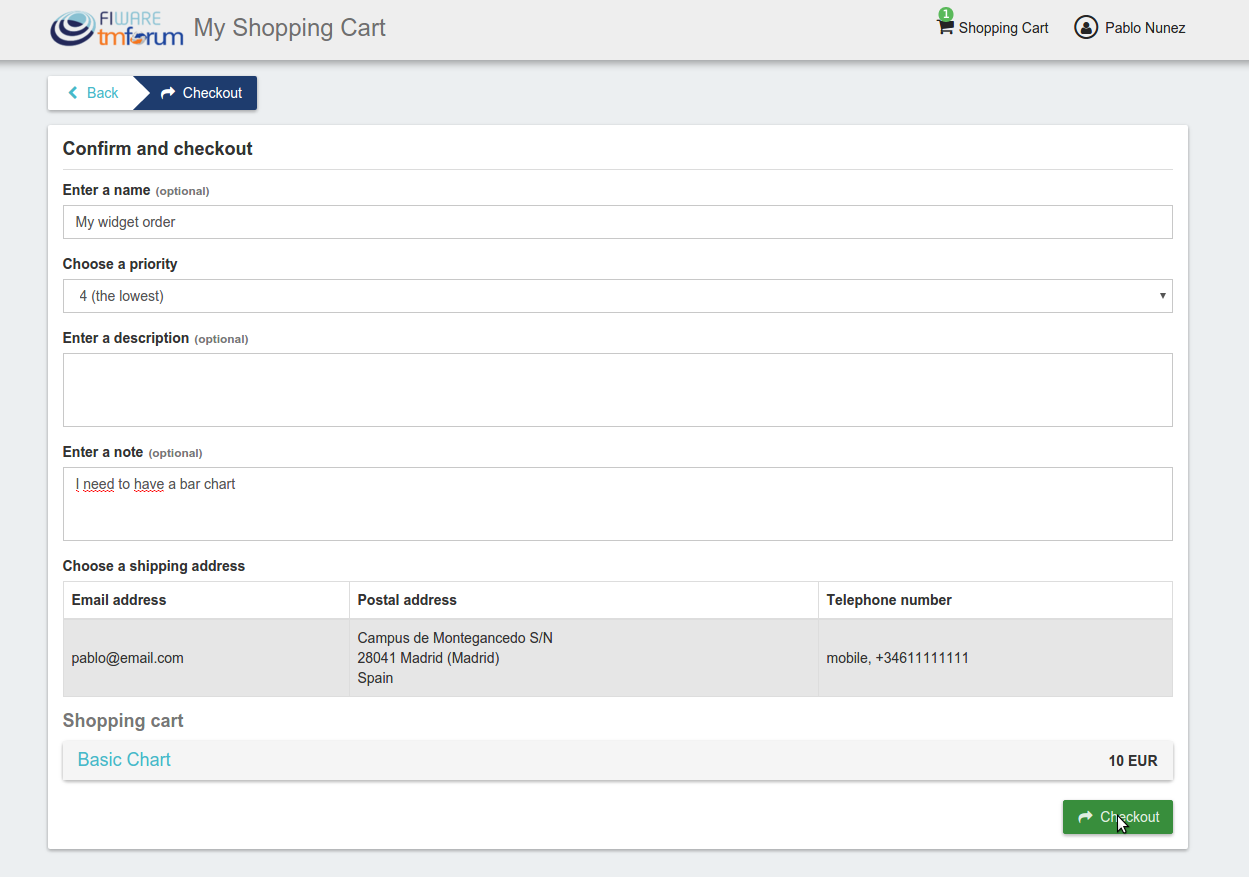 FIWARE
tmforum
My Shopping Cart
1
Shopping Cart
Pablo Nunez
Back
Checkout
Confirm and checkout
Enter a name (optional)
My widget order
Choose a priority
4 (the lowest)
Enter a description (optional)
Enter a note (optional)
I need to have a bar chart
Choose a shipping address
Email address
Postal address
Telephone number
pablo@email.com
Campus de Montegancedo S/N
28041 Madrid (Madrid)
Spain
mobile, +34611111111
Shopping cart
Basic Chart
10 EUR
Checkout